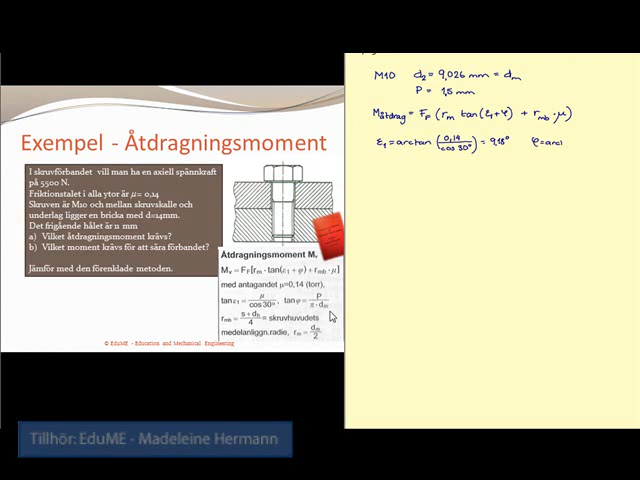 Exempel - Åtdragningsmoment
I skruvförbandet vill man ha en axiell spännkraft
på 5500 N.
Friktionstalet i alla ytor är μ= 0,14
Skruven är M10 och mellan skruvskalle och
underlag ligger en bricka med d=14mm.
Det frigående hålet är 11 mm
a) Vilket åtdragningsmoment krävs?
b) Vilket moment krävs för att sära förbandet?
Jämför med den förenklade metoden.
Åtdragningsmoment Mv
Mv = FF[rm · tan(ε1 + φ) + rmb · μ]
med antagandet μ=0,14 (torr),
tan ε1 = μ / cos 30°, tan φ = P / π · dm
rmb = s + dh / 4 = skruvhuvudets
medelanliggn.radie, rm = dm / 2
© EduME - Education and Mechanical Engineering
M10 d2 = 9,026 mm = dm
P = 1,5 mm
Måtdrag = FF (rm tan(ε1+φ) + rmb · μ)
ε1 = arctan (0,14 / cos 30°) = 9,18° φ=arc
Tillhör: EduME - Madeleine Hermann